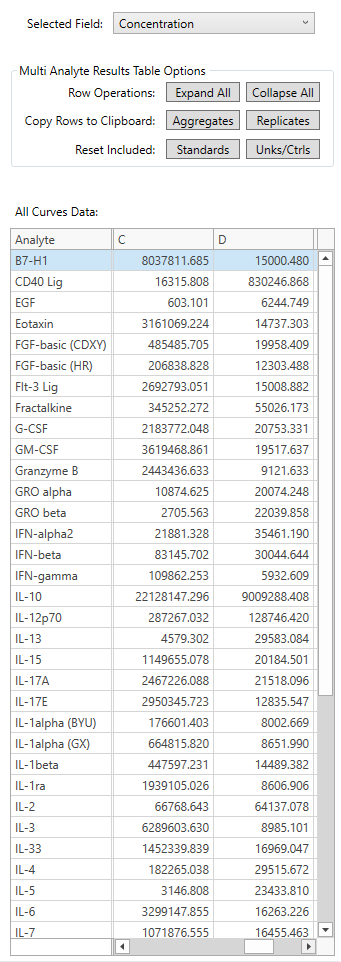 Selected Field: Concentration
Multi Analyte Results Table Options
Row Operations: Expand All Collapse All
Copy Rows to Clipboard: Aggregates Replicates
Reset Included: Standards Unks/Ctrls
All Curves Data:
Analyte C D
B7-H1 8037811.685 15000.480
CD40 Lig 16315.808 830246.868
EGF 603.101 6244.749
Eotaxin 3161069.224 14737.303
FGF-basic (CDXY) 485485.705 19958.409
FGF-basic (HR) 206838.828 12303.488
Flt-3 Lig 2692793.051 15008.882
Fractalkine 345252.272 55026.173
G-CSF 2183772.048 20753.331
GM-CSF 3619468.861 19517.637
Granzyme B 2443436.633 9121.633
GRO alpha 10874.625 20074.248
GRO beta 2705.563 22039.858
IFN-alpha2 21881.328 35461.190
IFN-beta 83145.702 30044.644
IFN-gamma 109862.253 5932.609
IL-10 22128147.296 9009288.408
IL-12p70 287267.032 128746.420
IL-13 4579.302 29583.084
IL-15 1149655.078 20184.501
IL-17A 2467226.088 21518.096
IL-17E 2950345.723 12835.547
IL-1alpha (BYU) 176601.403 8002.669
IL-1alpha (GX) 664815.820 8651.990
IL-1beta 447597.231 14489.382
IL-1ra 1939105.026 8606.906
IL-2 66768.643 64137.078
IL-3 6289603.630 8985.101
IL-33 1452339.839 16969.047
IL-4 182265.038 29515.672
IL-5 3146.808 23433.810
IL-6 3299147.855 16263.226
IL-7 1071876.555 16455.463